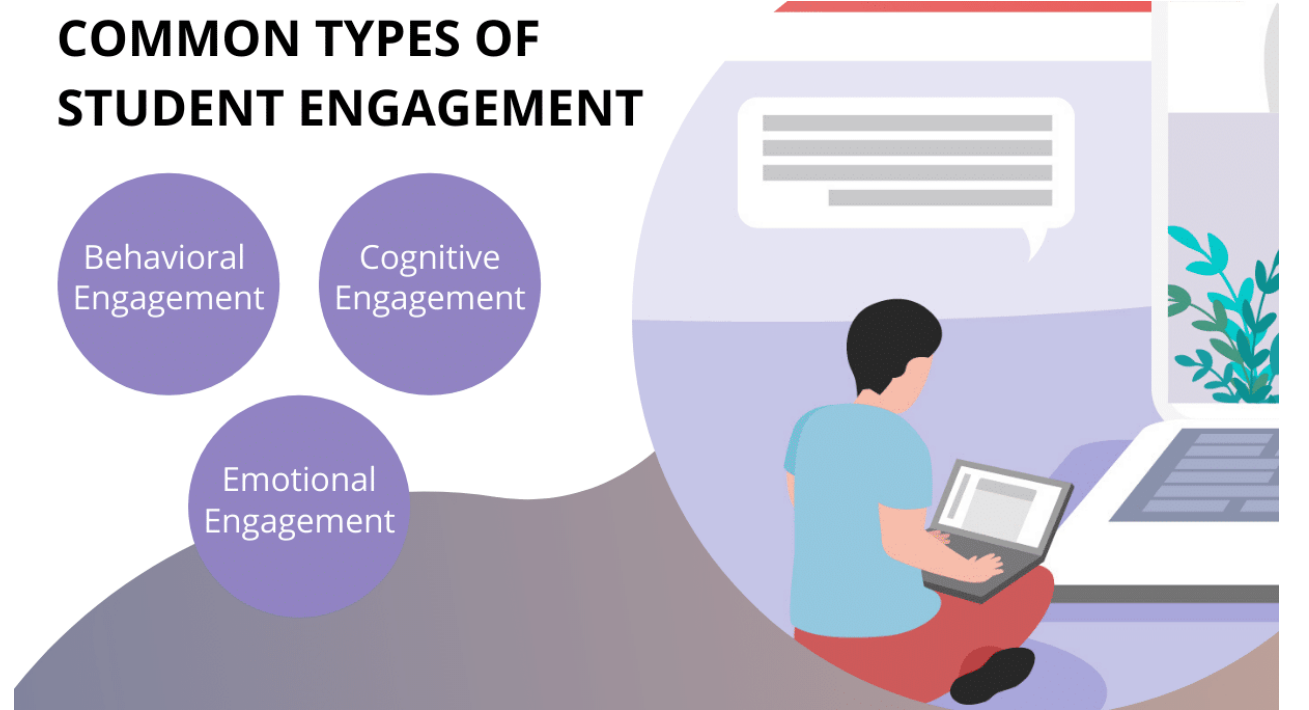 COMMON TYPES OF
STUDENT ENGAGEMENT
Behavioral
Engagement
Cognitive
Engagement
Emotional
Engagement